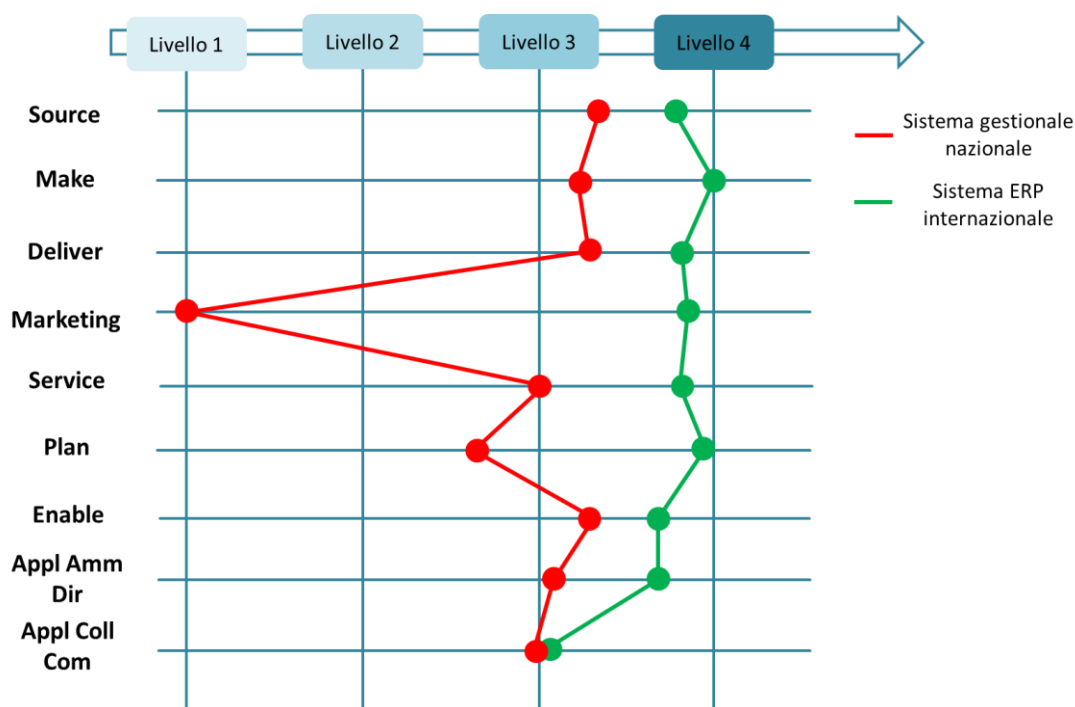 Livello 1
Livello 2
Livello 3
Livello 4
Source
Make
Deliver
Marketing
Service
Plan
Enable
Appl Amm
Dir
Appl Coll
Com
Sistema gestionale
nazionale
Sistema ERP
internazionale